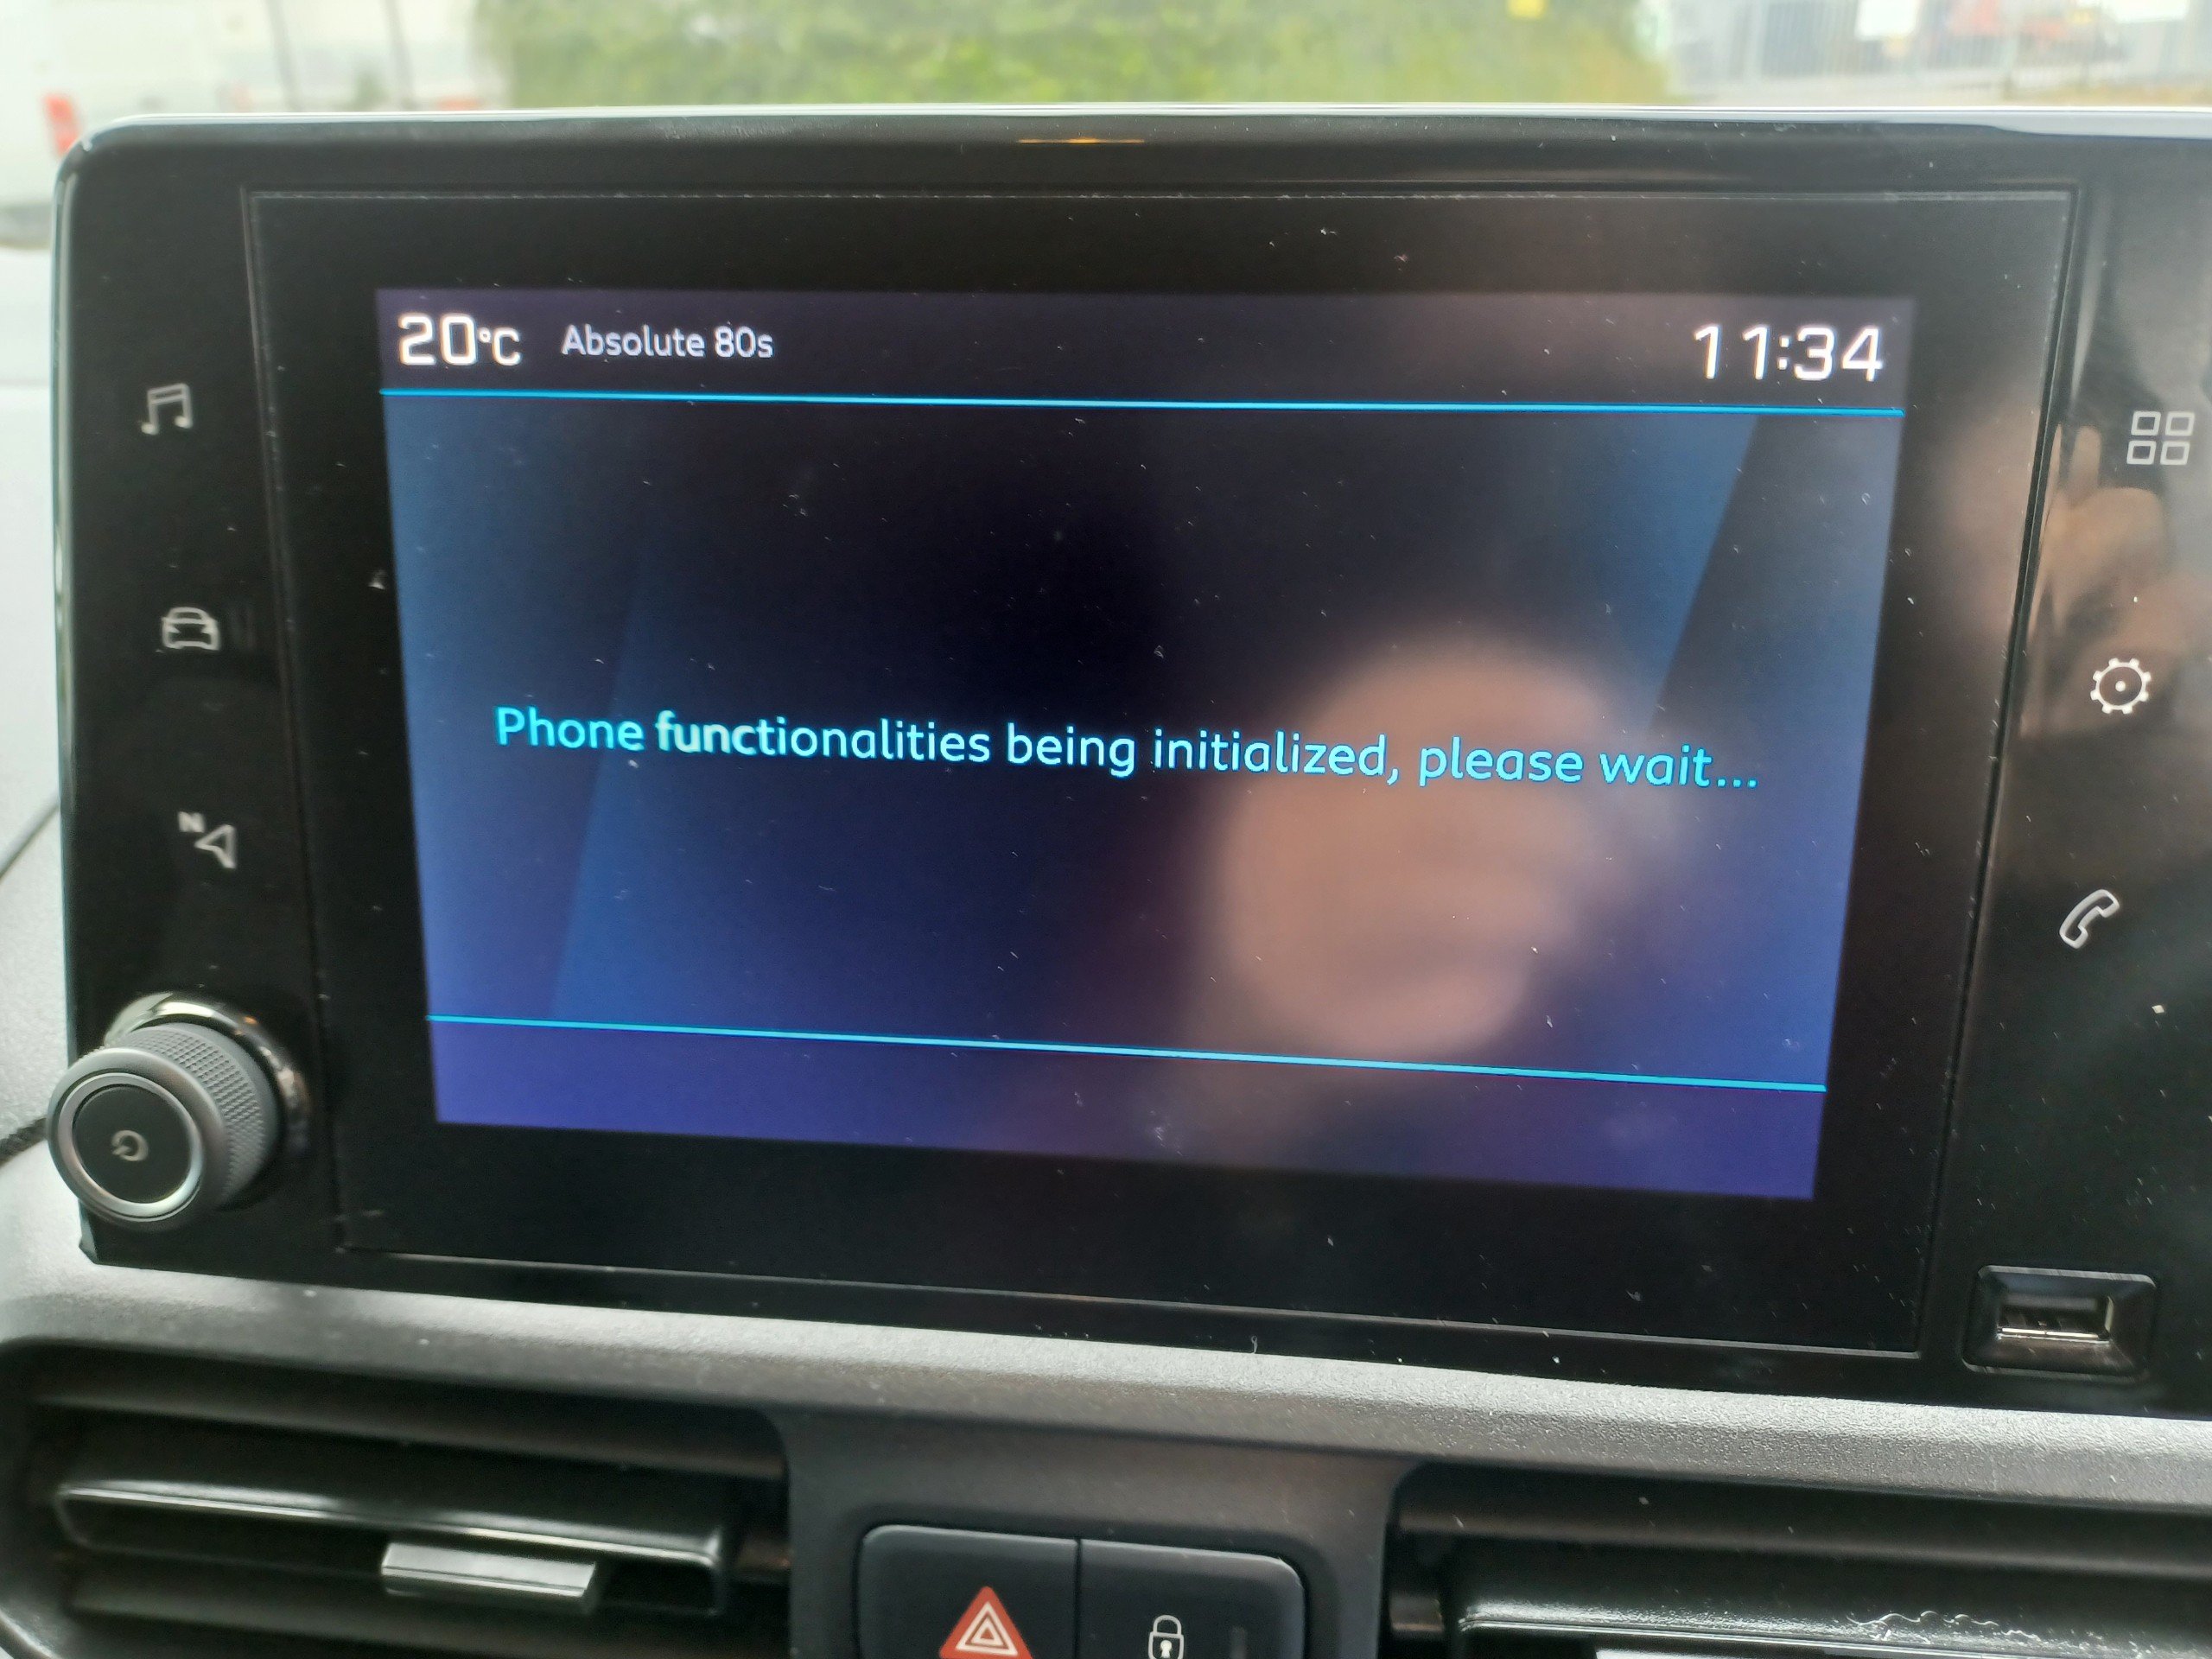 20°C Absolute 80s 11:34
Phone functionalities being initialized, please wait...
N